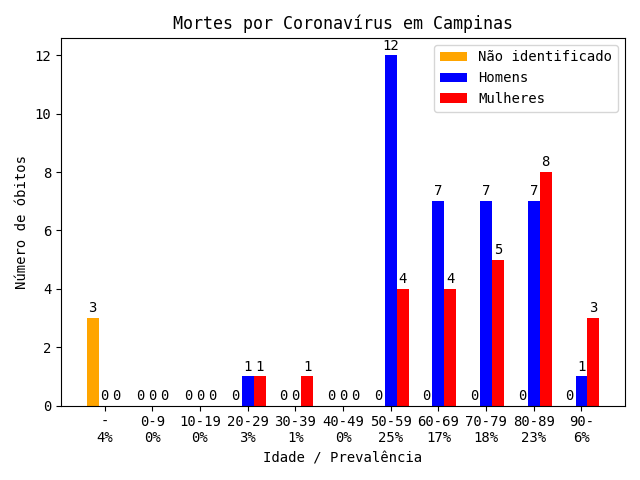 Mortes por Coronavírus em Campinas
Não identificado
Homens
Mulheres
Número de óbitos
12
10
8
6
4
2
0
3 0 0
0 0 0
0 0 0
0 1 1
0 0 1
0 0 0
0 12 4
0 7 4
0 7 5
0 7 8
0 1 3
- 0-9 10-19 20-29 30-39 40-49 50-59 60-69 70-79 80-89 90-
4% 0% 0% 3% 1% 0% 25% 17% 18% 23% 6%
Idade / Prevalência